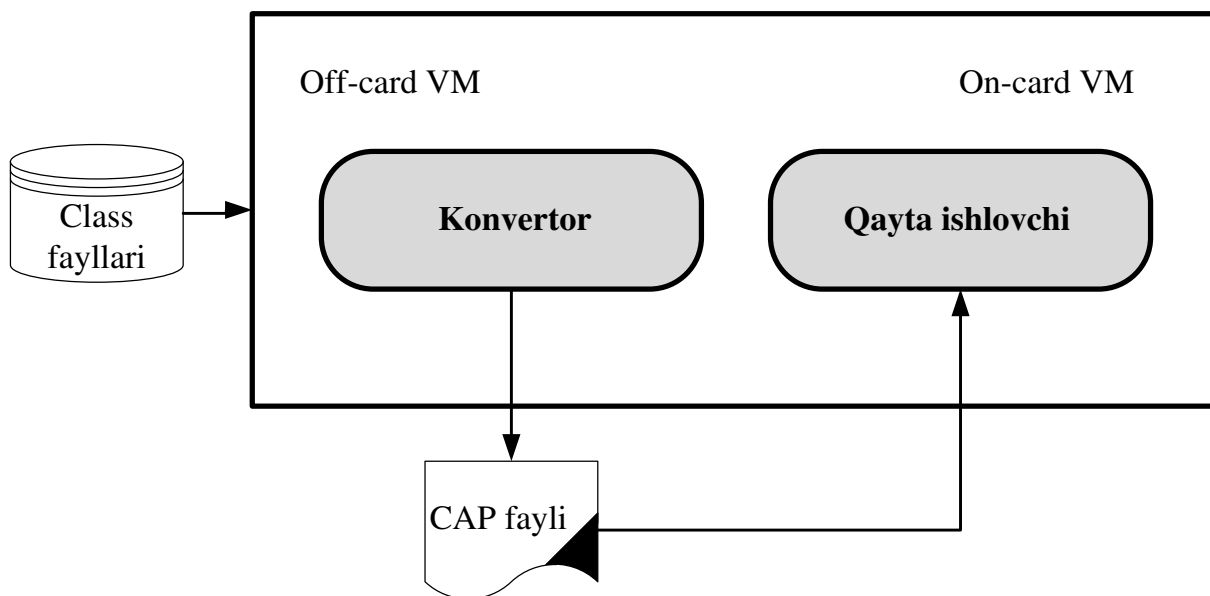 Off-card VM
On-card VM
Class
fayllari
Konvertor
Qayta ishlovchi
CAP fayli